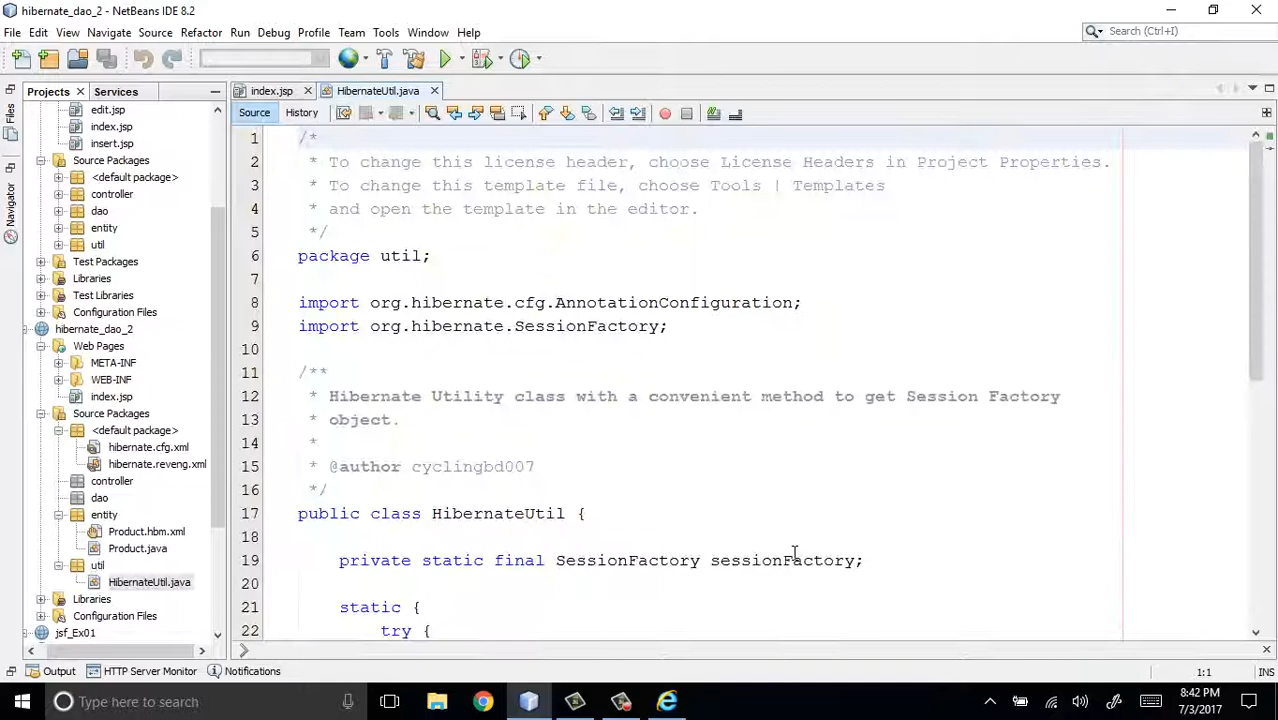 hibernate_dao_2 - NetBeans IDE 8.2
File Edit View Navigate Source Refactor Run Debug Profile Team Tools Window Help
Search (Ctrl+I)
Files
Navigator
Projects Services
edit.jsp
index.jsp
insert.jsp
Source Packages
<default package>
controller
dao
entity
util
Test Packages
Libraries
Test Libraries
Configuration Files
hibernate_dao_2
Web Pages
META-INF
WEB-INF
index.jsp
Source Packages
<default package>
hibernate.cfg.xml
hibernate.reveng.xml
controller
dao
entity
Product.hbm.xml
Product.java
util
HibernateUtil.java
Libraries
Configuration Files
jsf_Ex01
index.jsp HibernateUtil.java
Source History
1 /*
2 * To change this license header, choose License Headers in Project Properties.
3 * To change this template file, choose Tools | Templates
4 * and open the template in the editor.
5 */
6 package util;
7
8 import org.hibernate.cfg.AnnotationConfiguration;
9 import org.hibernate.SessionFactory;
10
11 /**
12 * Hibernate Utility class with a convenient method to get Session Factory
13 * object.
14 *
15 * @author cyclingbd007
16 */
17 public class HibernateUtil {
18
19 private static final SessionFactory sessionFactory;
20
21 static {
22 try {
Output HTTP Server Monitor Notifications
1:1 INS
Type here to search
8:42 PM
7/3/2017